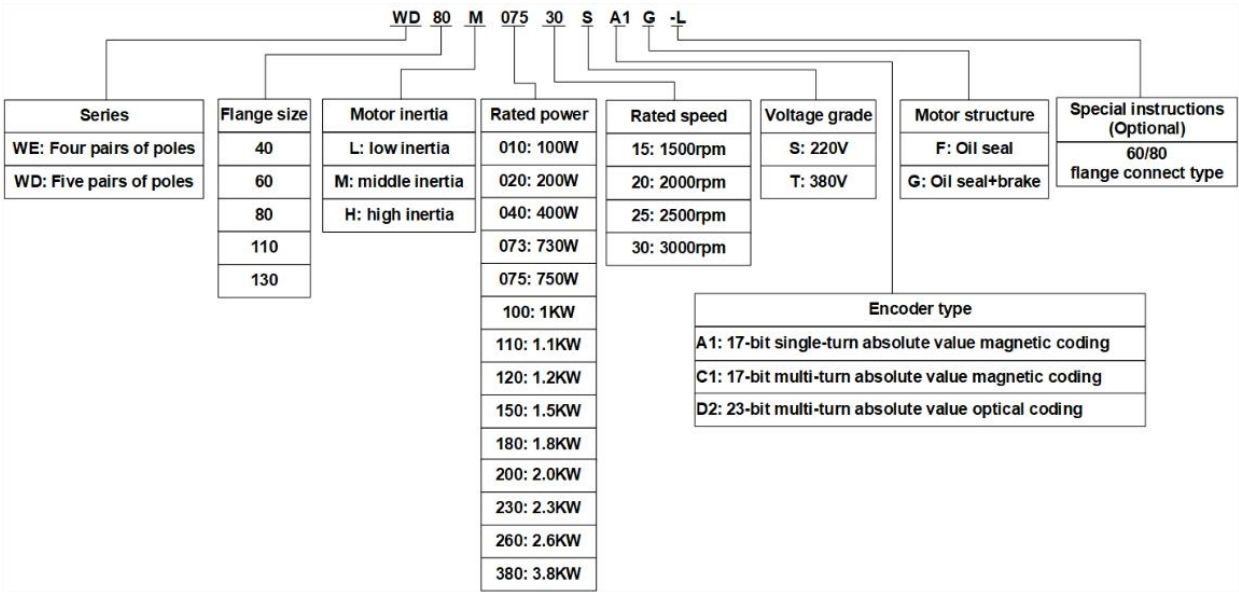 WD 80 M 075 30 S A1 G -L
Series
WE: Four pairs of poles
WD: Five pairs of poles
Flange size
40
60
80
110
130
Motor inertia
L: low inertia
M: middle inertia
H: high inertia
Rated power
010: 100W
020: 200W
040: 400W
073: 730W
075: 750W
100: 1KW
110: 1.1KW
120: 1.2KW
150: 1.5KW
180: 1.8KW
200: 2.0KW
230: 2.3KW
260: 2.6KW
380: 3.8KW
Rated speed
15: 1500rpm
20: 2000rpm
25: 2500rpm
30: 3000rpm
Voltage grade
S: 220V
T: 380V
Motor structure
F: Oil seal
G: Oil seal+brake
Special instructions
(Optional)
60/80
flange connect type
Encoder type
A1: 17-bit single-turn absolute value magnetic coding
C1: 17-bit multi-turn absolute value magnetic coding
D2: 23-bit multi-turn absolute value optical coding